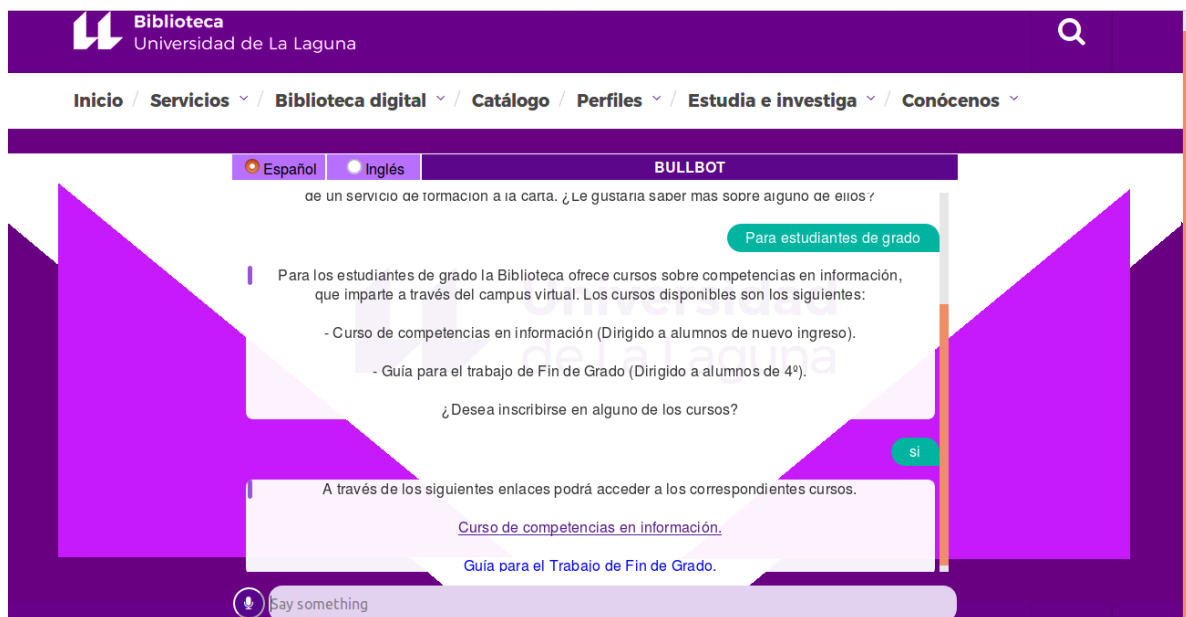 Biblioteca
Universidad de La Laguna
Inicio / Servicios / Biblioteca digital / Catálogo / Perfiles / Estudia e investiga / Conócenos
Español Inglés BULLBOT
de un servicio de formación a la carta. ¿Le gustaría saber más sobre alguno de ellos?
Para estudiantes de grado
Para los estudiantes de grado la Biblioteca ofrece cursos sobre competencias en información,
que imparte a través del campus virtual. Los cursos disponibles son los siguientes:
Universidad
- Curso de competencias en información (Dirigido a alumnos de nuevo ingreso).
de La Laguna
- Guía para el trabajo de Fin de Grado (Dirigido a alumnos de 4º).
¿Desea inscribirse en alguno de los cursos?
si
A través de los siguientes enlaces podrá acceder a los correspondientes cursos.
Curso de competencias en información.
Guía para el Trabajo de Fin de Grado.
Say something